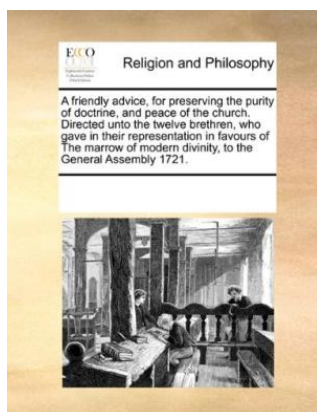 ECCO
Religion and Philosophy
A friendly advice, for preserving the purity
of doctrine, and peace of the church.
Directed unto the twelve brethren, who
gave in their representation in favours of
The marrow of modern divinity, to the
General Assembly 1721.